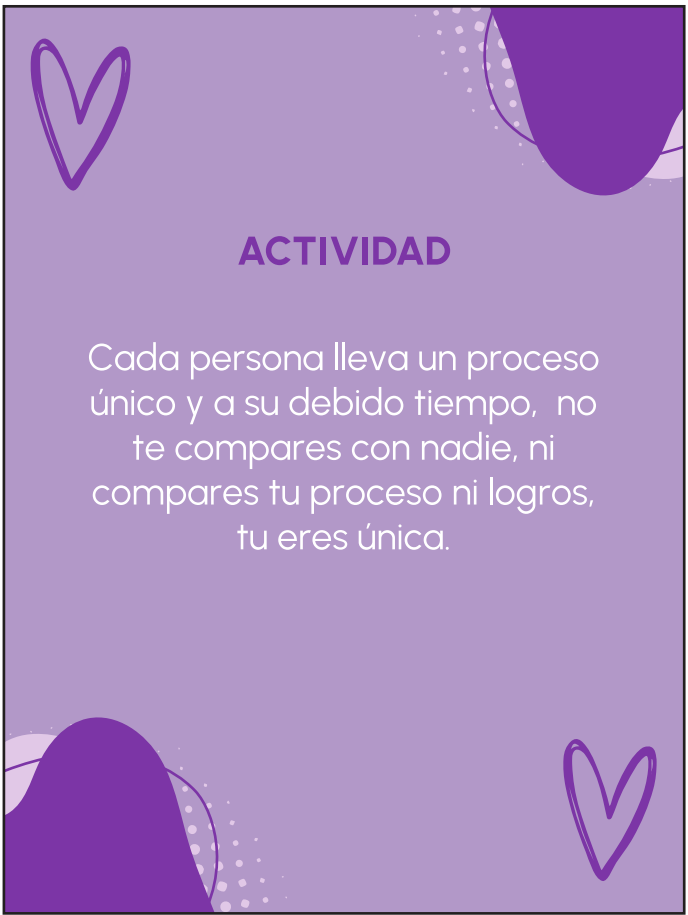 ACTIVIDAD
Cada persona lleva un proceso
único y a su debido tiempo,  no
te compares con nadie, ni
compares tu proceso ni logros,
tu eres única.